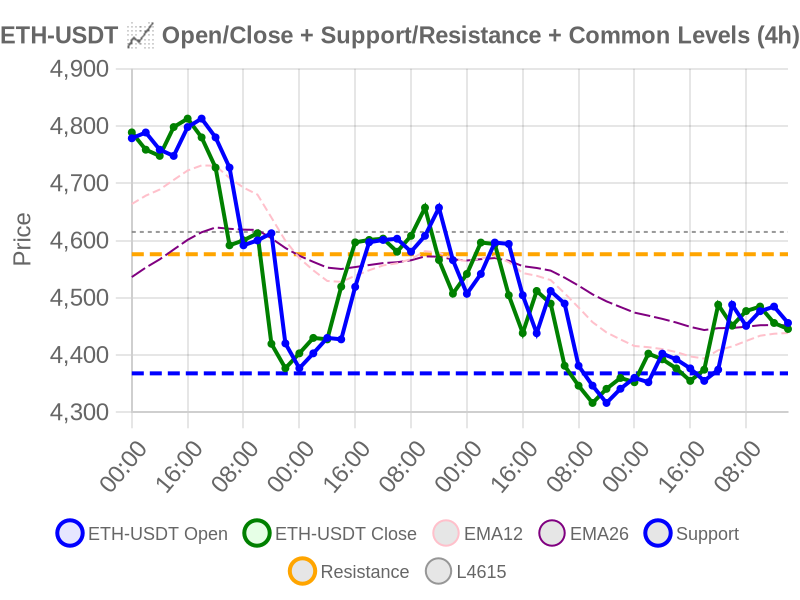 ETH-USDT 📈 Open/Close + Support/Resistance + Common Levels (4h)
4,900
4,800
4,700
4,600
4,500
4,400
4,300
Price
00:00 16:00 08:00 00:00 16:00 08:00 00:00 16:00 08:00 00:00 16:00 08:00
ETH-USDT Open ETH-USDT Close EMA12 EMA26 Support
Resistance L4615